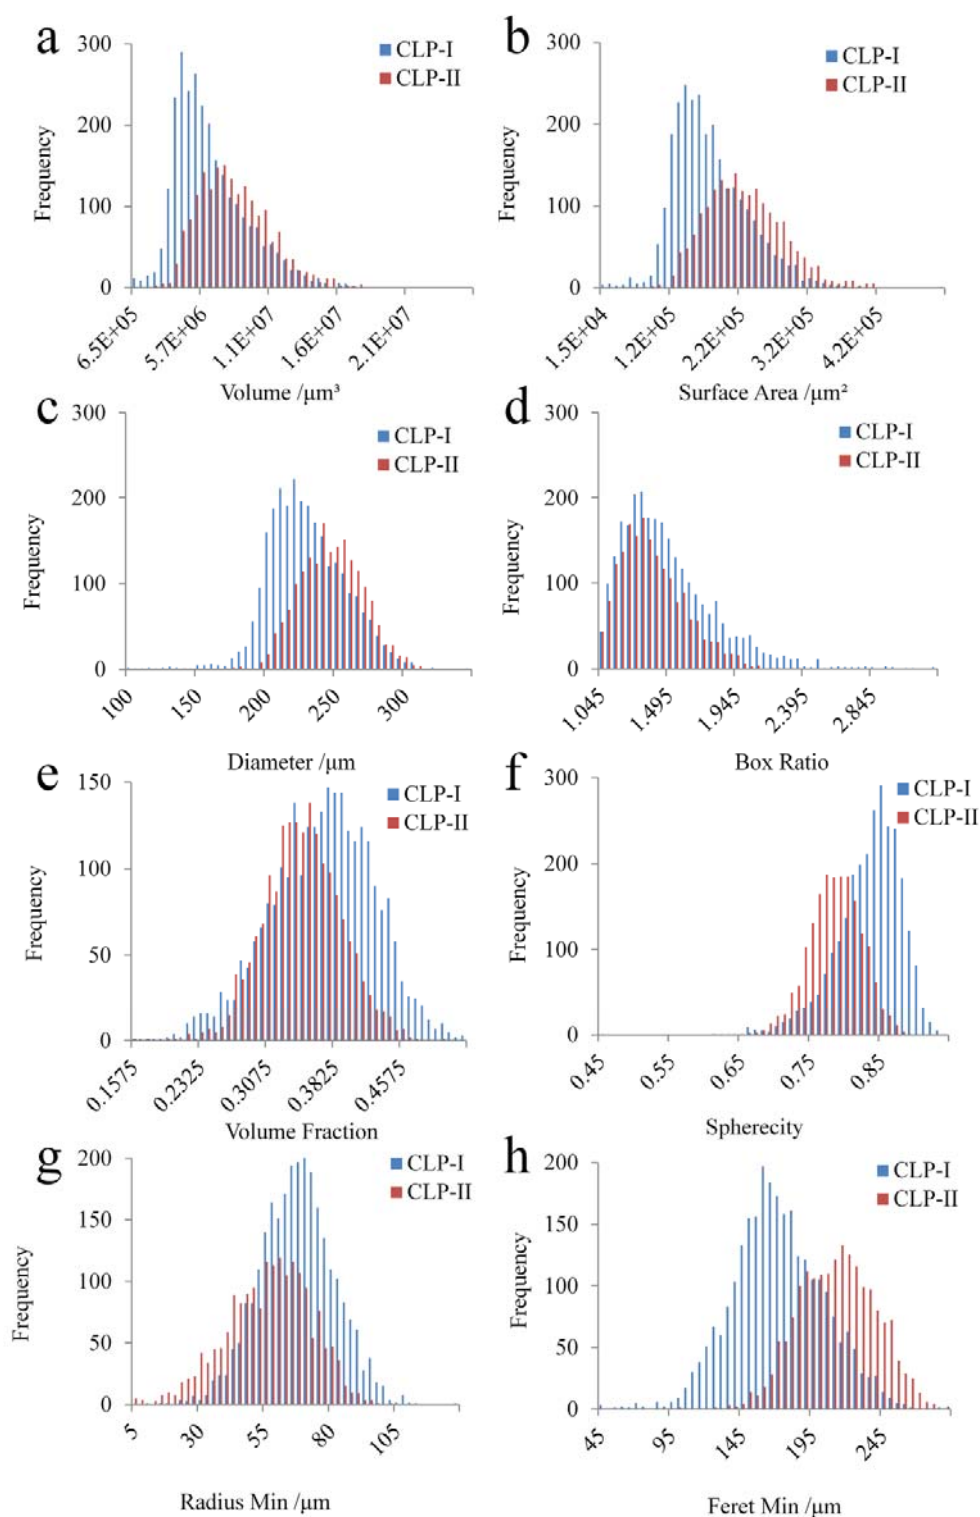 a
300
200
100
0
Frequency
CLP-I
CLP-II
6.5E+05
5.7E+06
1.1E+07
1.6E+07
2.1E+07
Volume /μm³
b
300
200
100
0
Frequency
CLP-I
CLP-II
1.5E+04
1.2E+05
2.2E+05
3.2E+05
4.2E+05
Surface Area /μm²
c
300
200
100
0
Frequency
CLP-I
CLP-II
100
150
200
250
300
Diameter /μm
d
300
200
100
0
Frequency
CLP-I
CLP-II
1.045
1.495
1.945
2.395
2.845
Box Ratio
e
150
100
50
0
Frequency
CLP-I
CLP-II
0.1575
0.2325
0.3075
0.3825
0.4575
Volume Fraction
f
300
200
100
0
Frequency
CLP-I
CLP-II
0.45
0.55
0.65
0.75
0.85
Spherecity
g
200
150
100
50
0
Frequency
CLP-I
CLP-II
5
30
55
80
105
Radius Min /μm
h
200
150
100
50
0
Frequency
CLP-I
CLP-II
45
95
145
195
245
Feret Min /μm